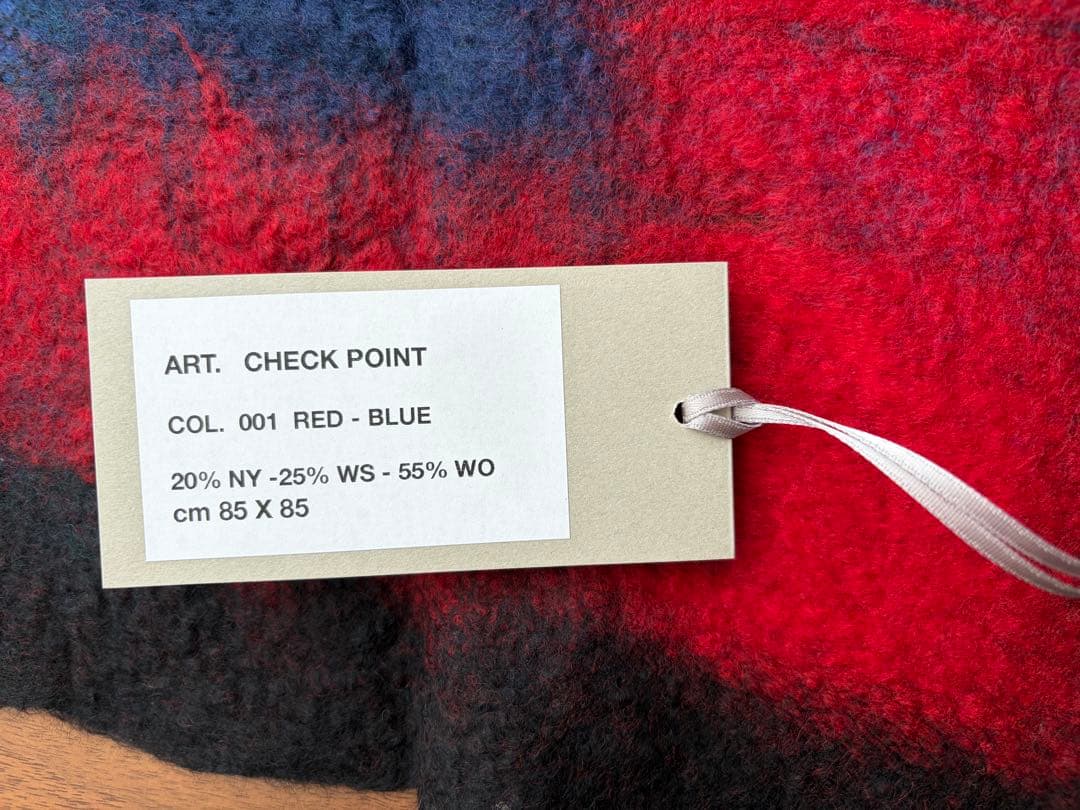 ART. CHECK POINT
COL. 001 RED - BLUE
20% NY -25% WS - 55% WO
cm 85 X 85